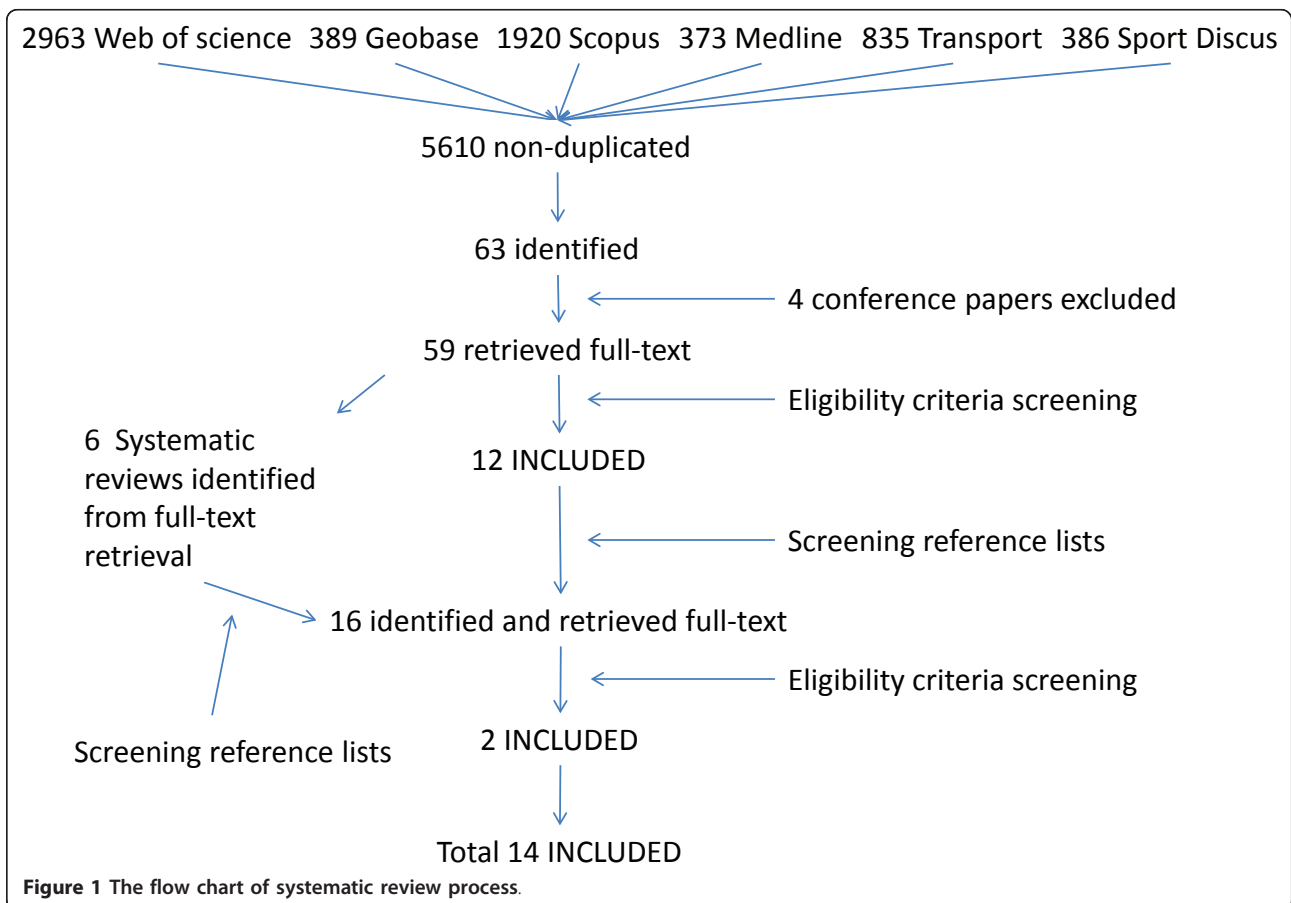 2963 Web of science 389 Geobase 1920 Scopus 373 Medline 835 Transport 386 Sport Discus
5610 non-duplicated
63 identified
4 conference papers excluded
59 retrieved full-text
Eligibility criteria screening
6 Systematic
reviews identified
from full-text
retrieval
12 INCLUDED
Screening reference lists
16 identified and retrieved full-text
Eligibility criteria screening
Screening reference lists
2 INCLUDED
Total 14 INCLUDED
Figure 1 The flow chart of systematic review process.